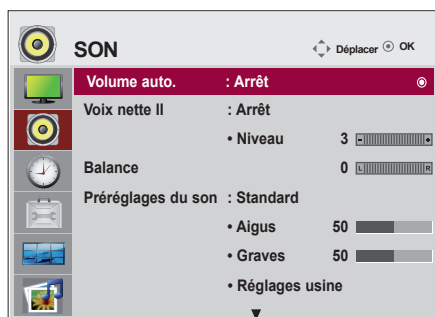 SON Déplacer OK
Volume auto. : Arrêt
Voix nette II : Arrêt
• Niveau 3 - +
Balance 0 L R
Préréglages du son : Standard
• Aigus 50
• Graves 50
• Réglages usine